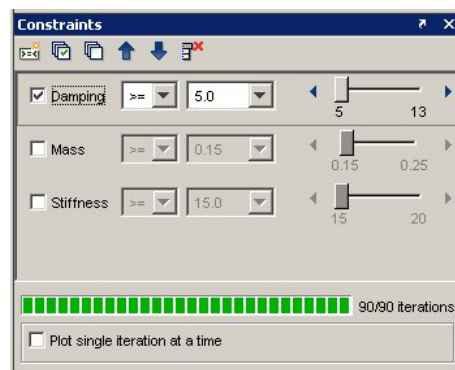 Constraints
Damping >= 5.0
5 13
Mass >= 0.15
0.15 0.25
Stiffness >= 15.0
15 20
90/90 iterations
Plot single iteration at a time